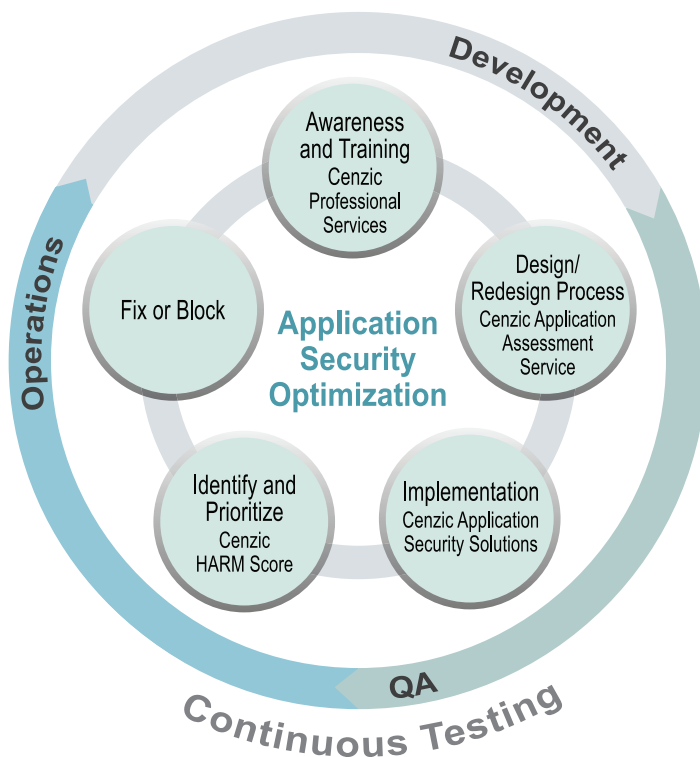 Development
Awareness
and Training
Cenzic
Professional
Services
Design/
Redesign Process
Cenzic Application
Assessment
Service
Operations
Fix or Block
Application
Security
Optimization
Identify and
Prioritize
Cenzic
HARM Score
Implementation
Cenzic Application
Security Solutions
QA
Continuous Testing